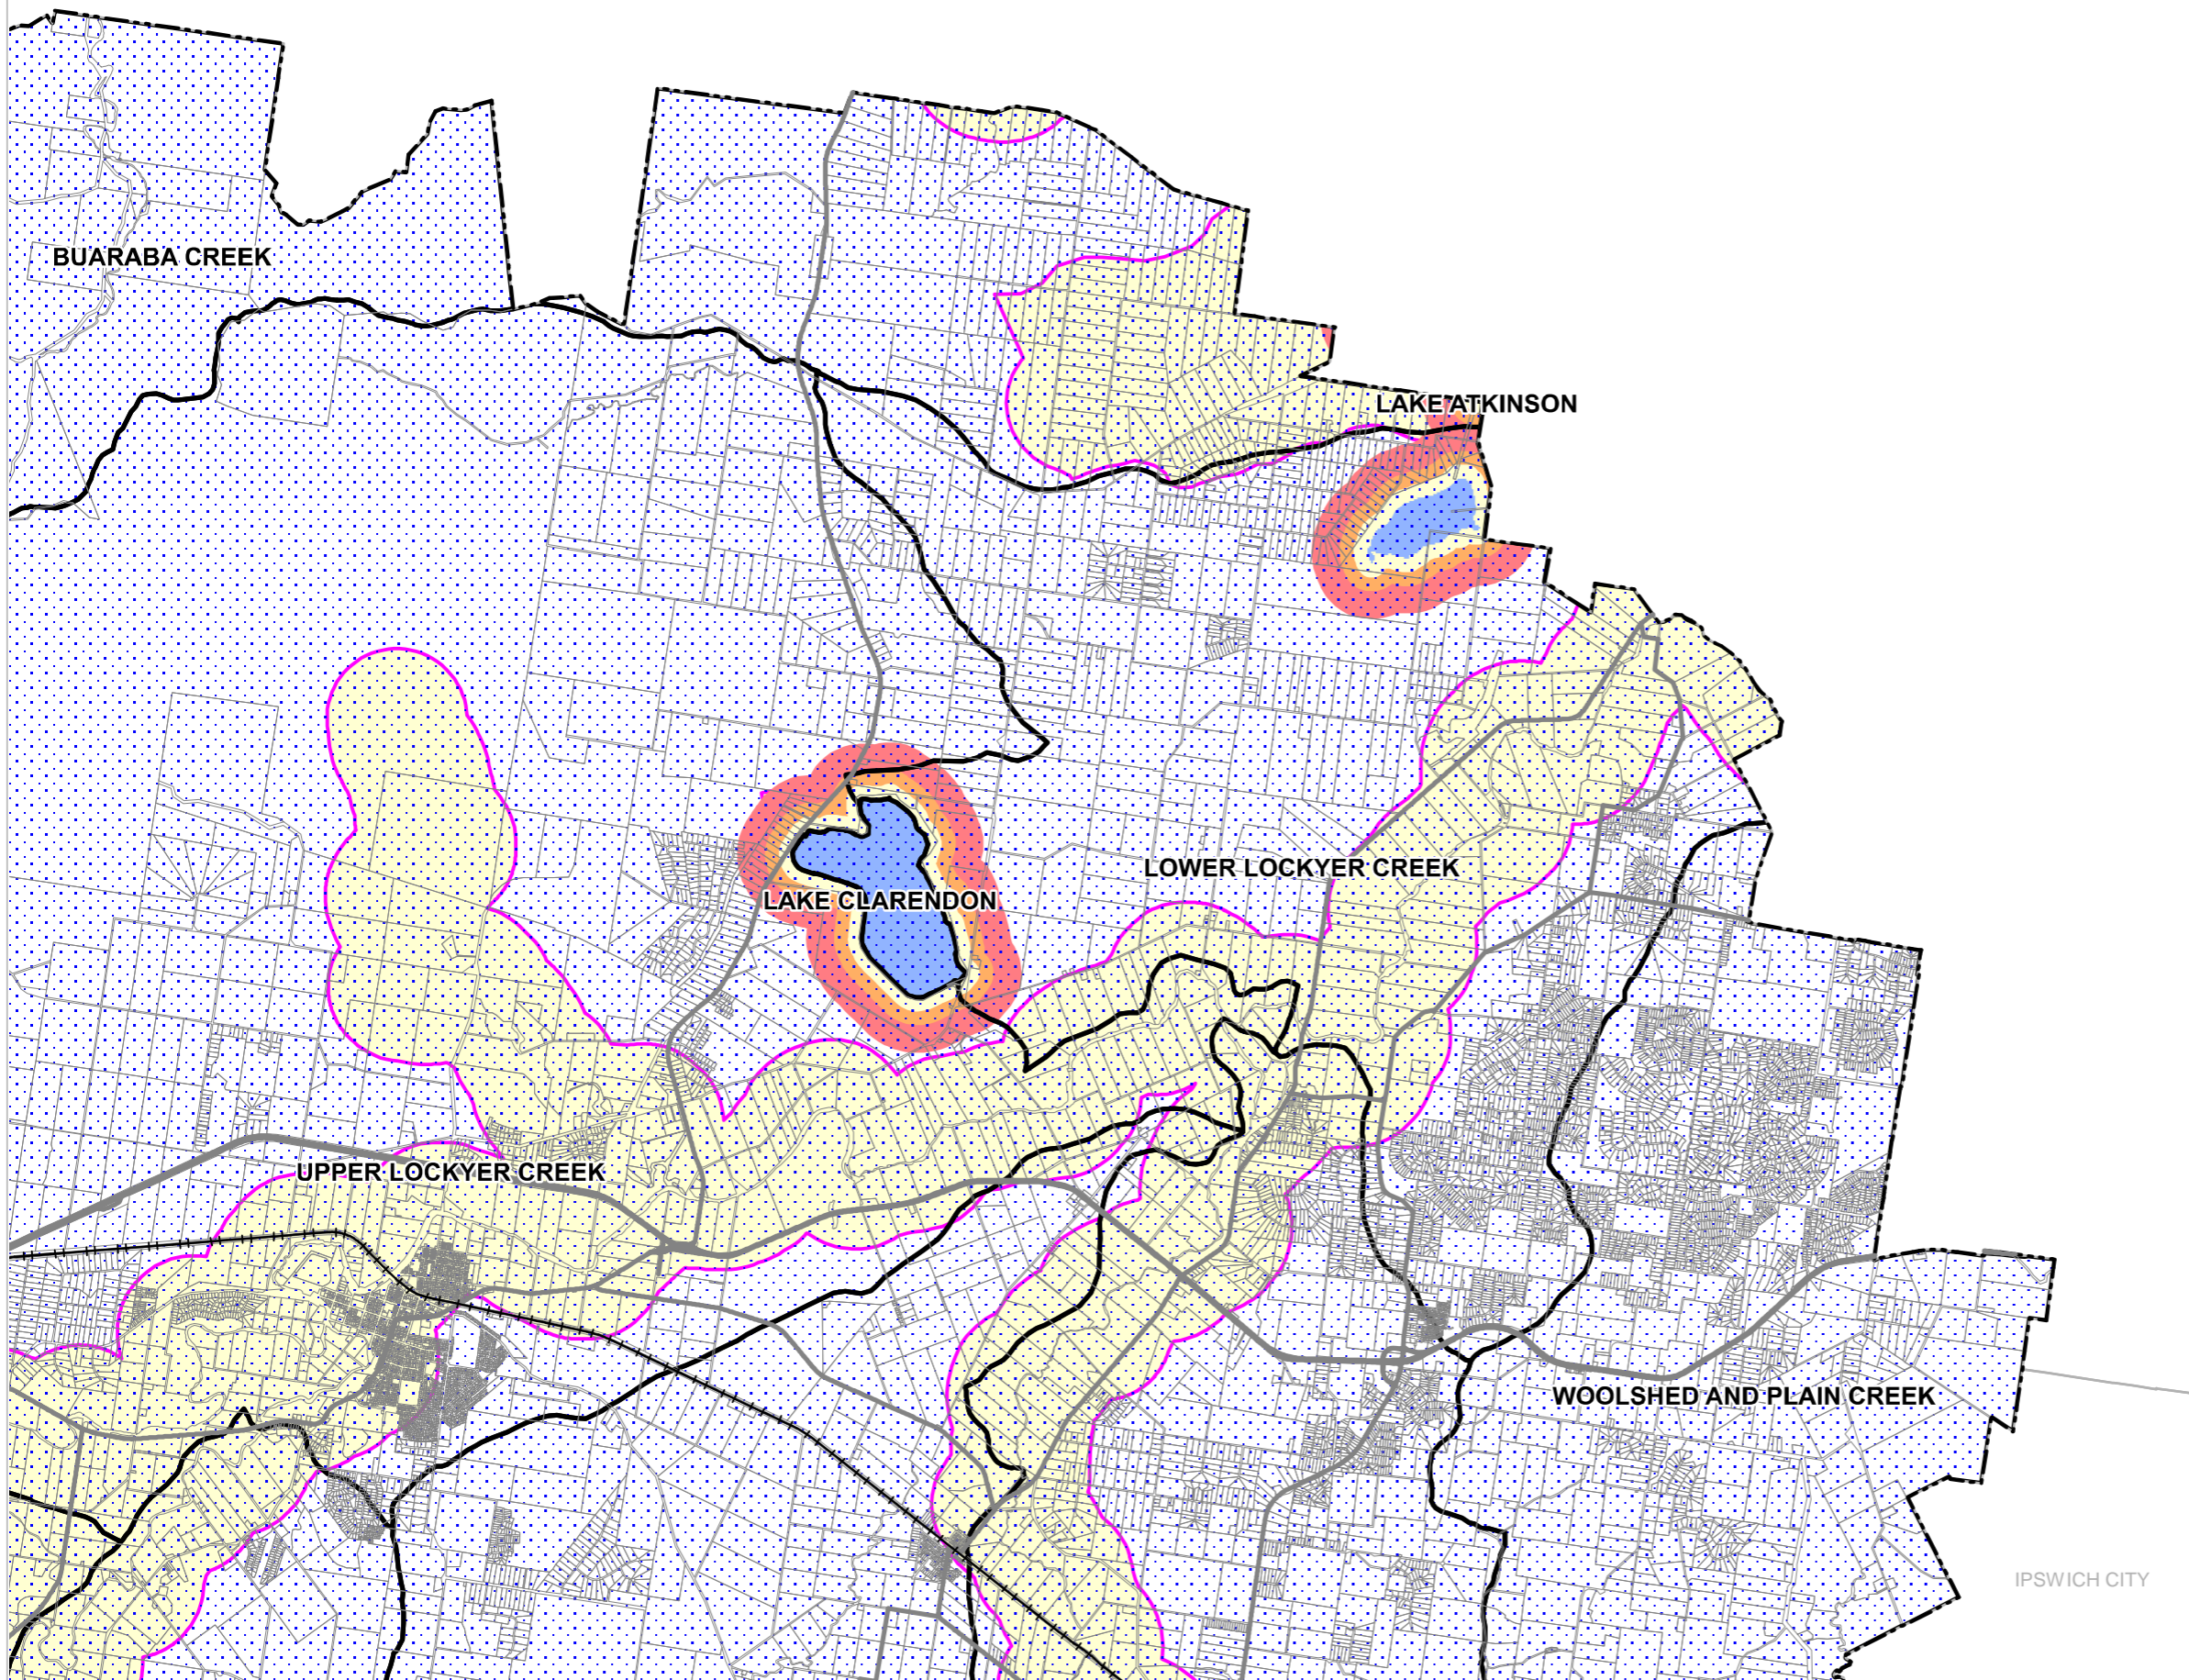 BUARABA CREEK
LAKE ATKINSON
LOWER LOCKYER CREEK
LAKE CLARENDON
UPPER LOCKYER CREEK
WOOLSHED AND PLAIN CREEK
IPSWICH CITY